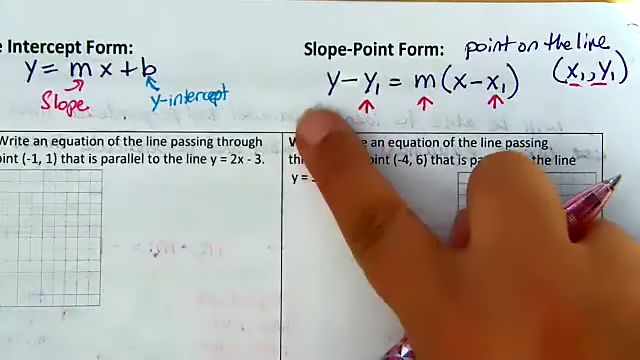 e Intercept Form:
y = mx + b
Slope
y-intercept
Slope-Point Form: point on the line
y - y₁ = m(x - x₁) (x₁, y₁)
Write an equation of the line passing through
int (-1, 1) that is parallel to the line y = 2x - 3.
an equation of the line passing
point (-4, 6) that is the line
y =